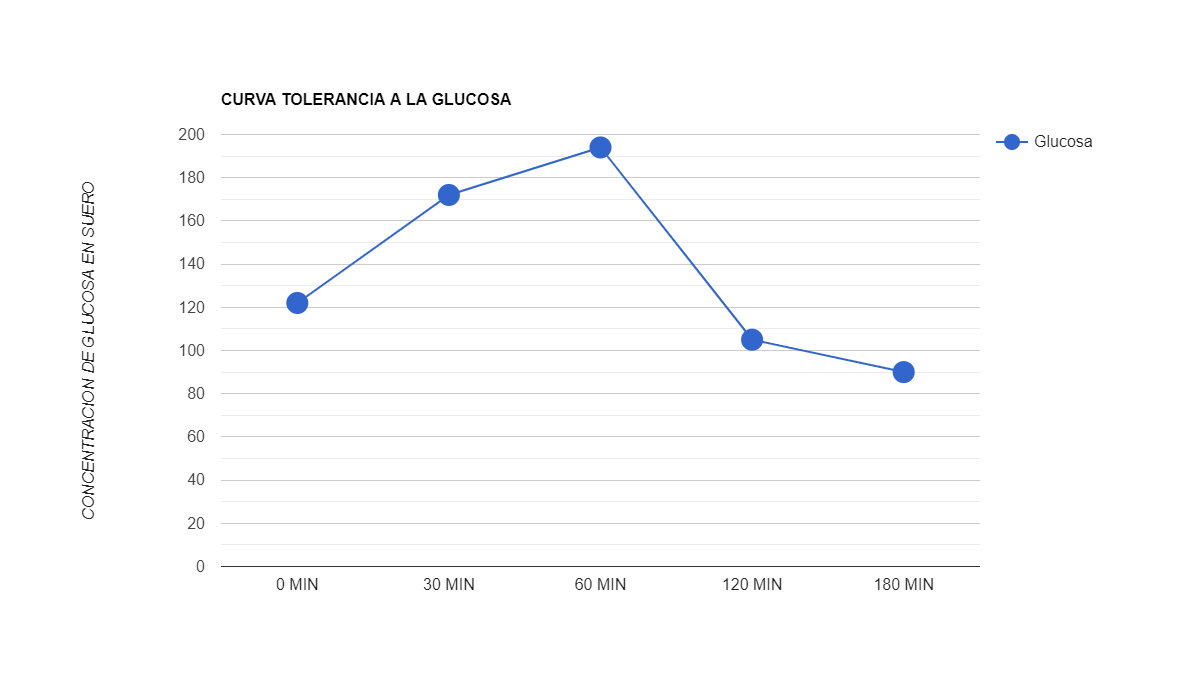 CURVA TOLERANCIA A LA GLUCOSA
Glucosa
CONCENTRACION DE GLUCOSA EN SUERO
200
180
160
140
120
100
80
60
40
20
0
0 MIN
30 MIN
60 MIN
120 MIN
180 MIN